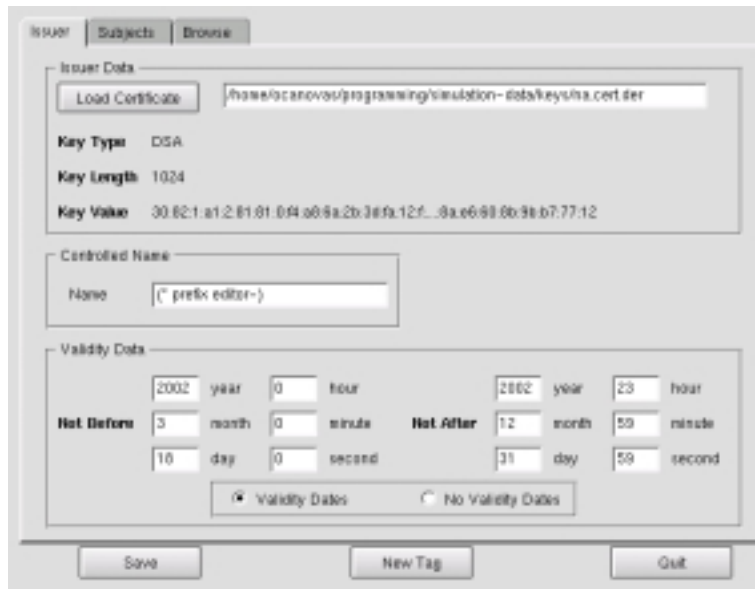 Issuer Subjects Browse
Issuer Data
Load Certificate /home/ocanovas/programming/simulation-data/keys/na.cert.der
Key Type DSA
Key Length 1024
Key Value
Controlled Name
Name (* prefix editor-)
Validity Data
2002 year 0 hour 2002 year 23 hour
Not Before 3 month 0 minute Not After 12 month 59 minute
18 day 0 second 31 day 59 second
Validity Dates No Validity Dates
Save New Tag Quit